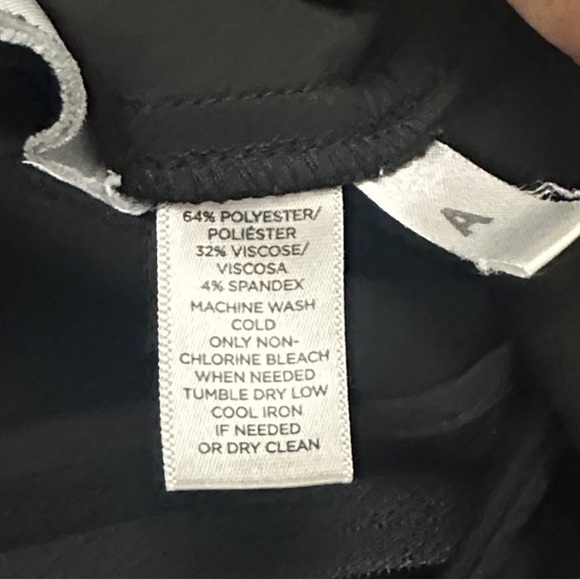 64% POLYESTER/
POLIÉSTER
32% VISCOSE/
VISCOSA
4% SPANDEX
MACHINE WASH
COLD
ONLY NON-
CHLORINE BLEACH
WHEN NEEDED
TUMBLE DRY LOW
COOL IRON
IF NEEDED
OR DRY CLEAN
A